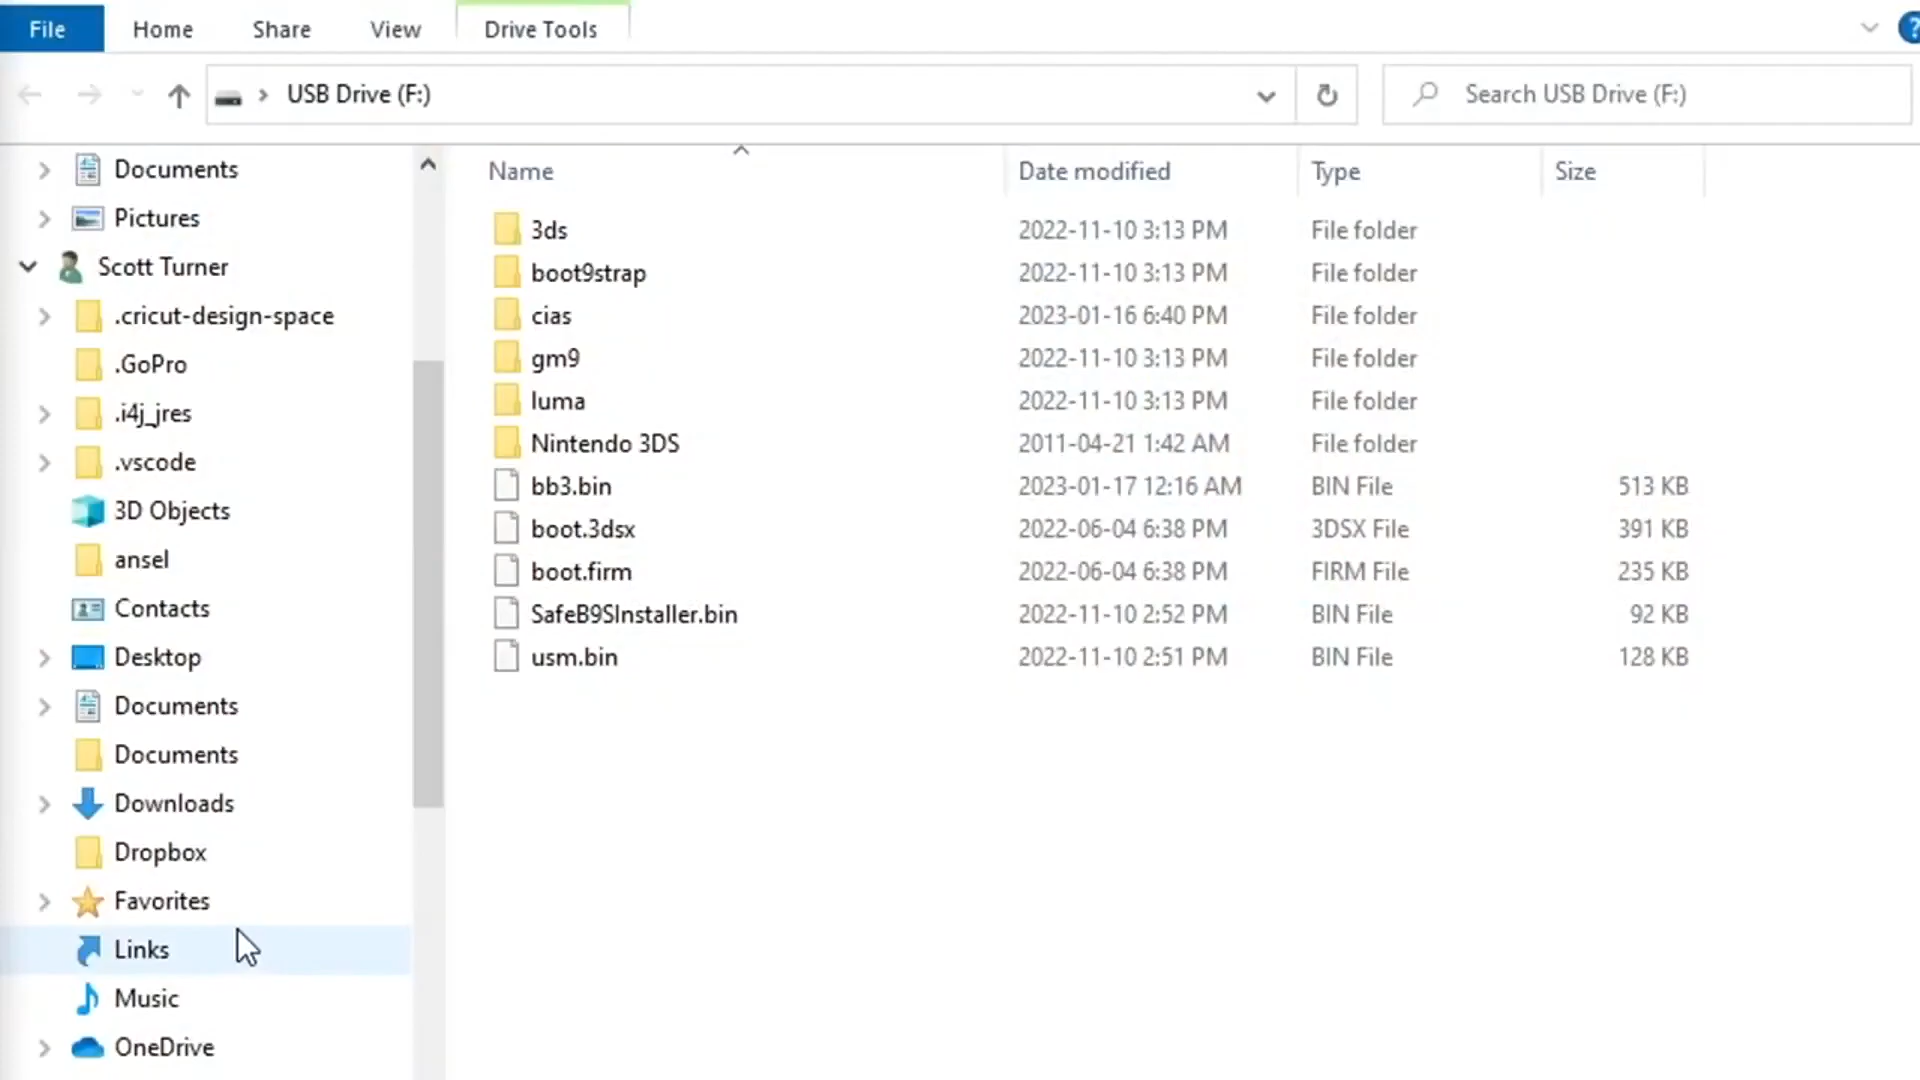 File Home Share View Drive Tools ?
USB Drive (F:) Search USB Drive (F:)
Documents
Pictures
Scott Turner
.cricut-design-space
.GoPro
.i4j_jres
.vscode
3D Objects
ansel
Contacts
Desktop
Documents
Documents
Downloads
Dropbox
Favorites
Links
Music
OneDrive
Name Date modified Type Size
3ds 2022-11-10 3:13 PM File folder
boot9strap 2022-11-10 3:13 PM File folder
cias 2023-01-16 6:40 PM File folder
gm9 2022-11-10 3:13 PM File folder
luma 2022-11-10 3:13 PM File folder
Nintendo 3DS 2011-04-21 1:42 AM File folder
bb3.bin 2023-01-17 12:16 AM BIN File 513 KB
boot.3dsx 2022-06-04 6:38 PM 3DSX File 391 KB
boot.firm 2022-06-04 6:38 PM FIRM File 235 KB
SafeB9SInstaller.bin 2022-11-10 2:52 PM BIN File 92 KB
usm.bin 2022-11-10 2:51 PM BIN File 128 KB